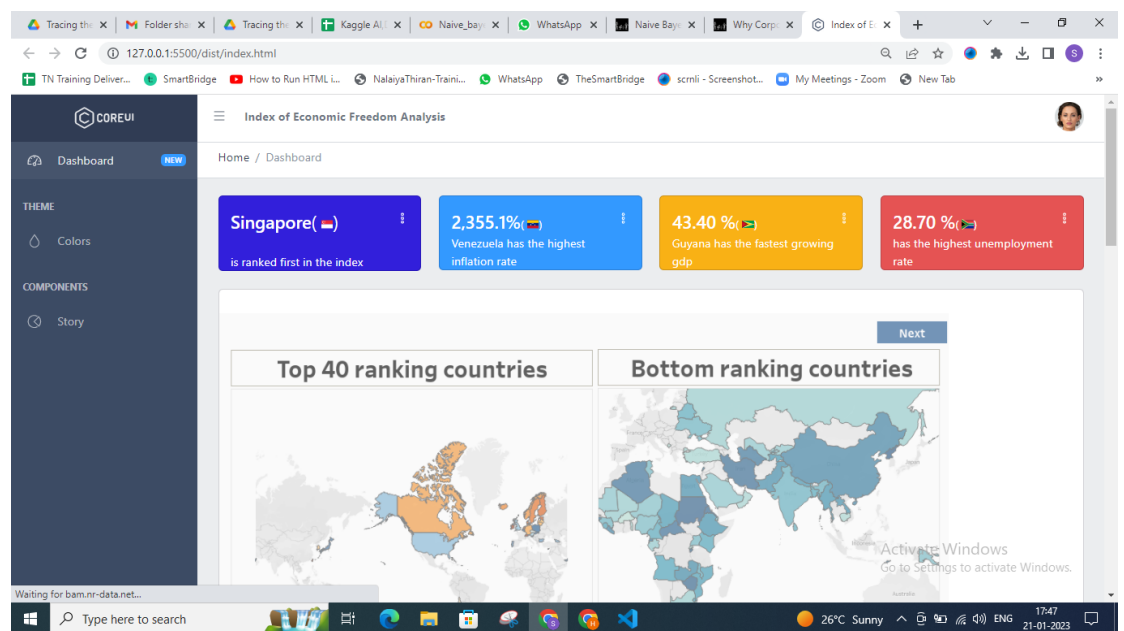 Tracing the
Folder sha
Tracing the
Kaggle AI,
Naive_bay
WhatsApp
Naive Baye
Why Corpo
Index of E
127.0.0.1:5500/dist/index.html
S
TN Training Deliver...
SmartBridge
How to Run HTML i...
NalaiyaThiran-Traini...
WhatsApp
TheSmartBridge
scrnli - Screenshot...
My Meetings - Zoom
New Tab
COREUI
Index of Economic Freedom Analysis
Dashboard NEW
Home / Dashboard
THEME
Colors
COMPONENTS
Story
Singapore( )
is ranked first in the index
2,355.1%( )
Venezuela has the highest
inflation rate
43.40 %( )
Guyana has the fastest growing
gdp
28.70 %( )
has the highest unemployment
rate
Next
Top 40 ranking countries
Bottom ranking countries
Activate Windows
Go to Settings to activate Windows.
Waiting for bam.nr-data.net...
Type here to search
26°C Sunny
ENG
17:47
21-01-2023